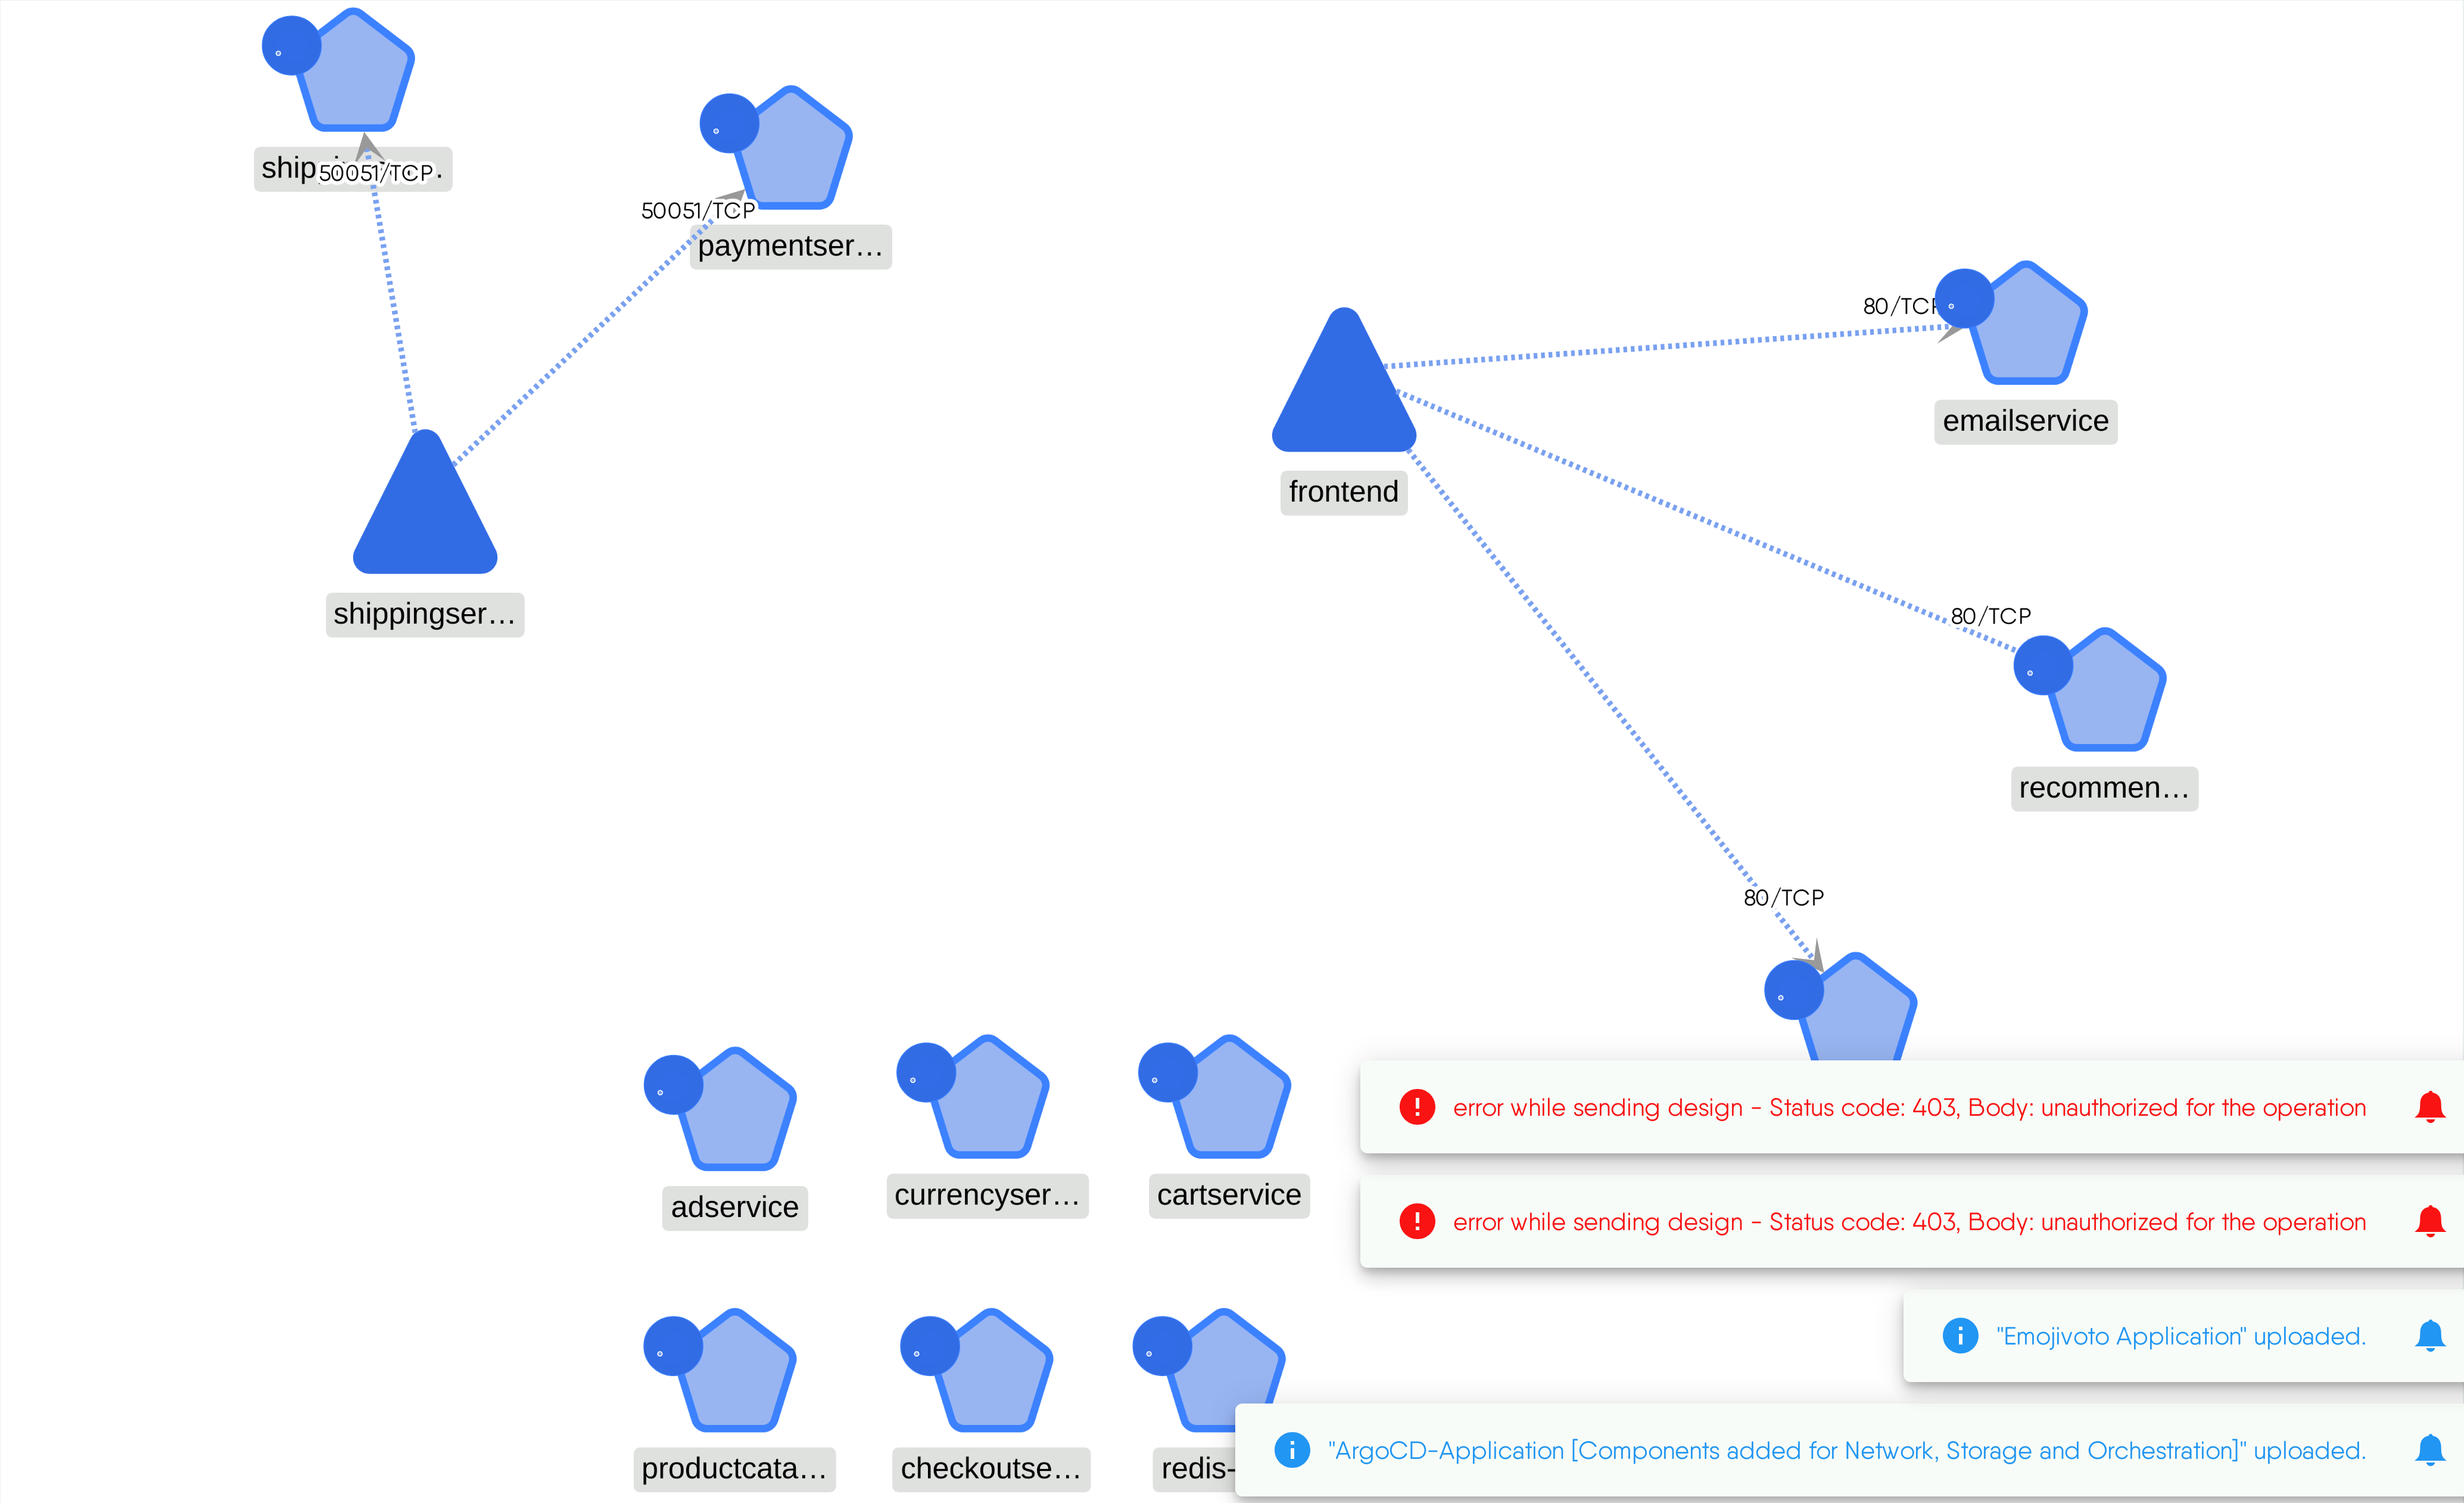 50051/TCP
50051/TCP
paymentser...
80/TCP
emailservice
frontend
shippingser...
80/TCP
recommen...
80/TCP
error while sending design - Status code: 403, Body: unauthorized for the operation
adservice
currencyser...
cartservice
error while sending design - Status code: 403, Body: unauthorized for the operation
"Emojivoto Application" uploaded.
"ArgoCD-Application [Components added for Network, Storage and Orchestration]" uploaded.
productcata...
checkoutse...
redis-